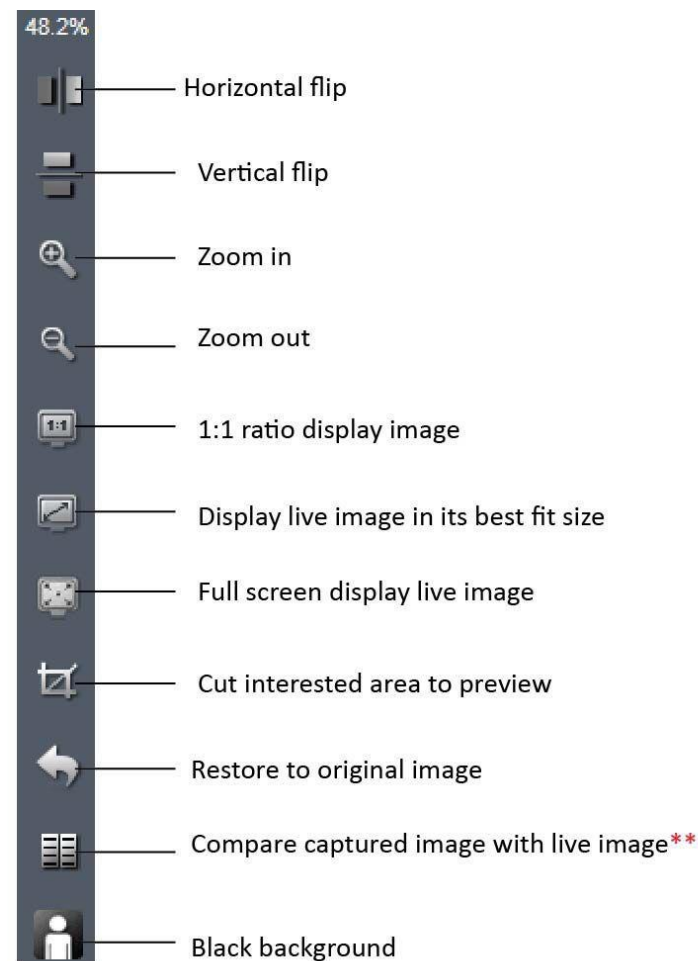 48.2%
Horizontal flip
Vertical flip
Zoom in
Zoom out
1:1 1:1 ratio display image
Display live image in its best fit size
Full screen display live image
Cut interested area to preview
Restore to original image
Compare captured image with live image**
Black background